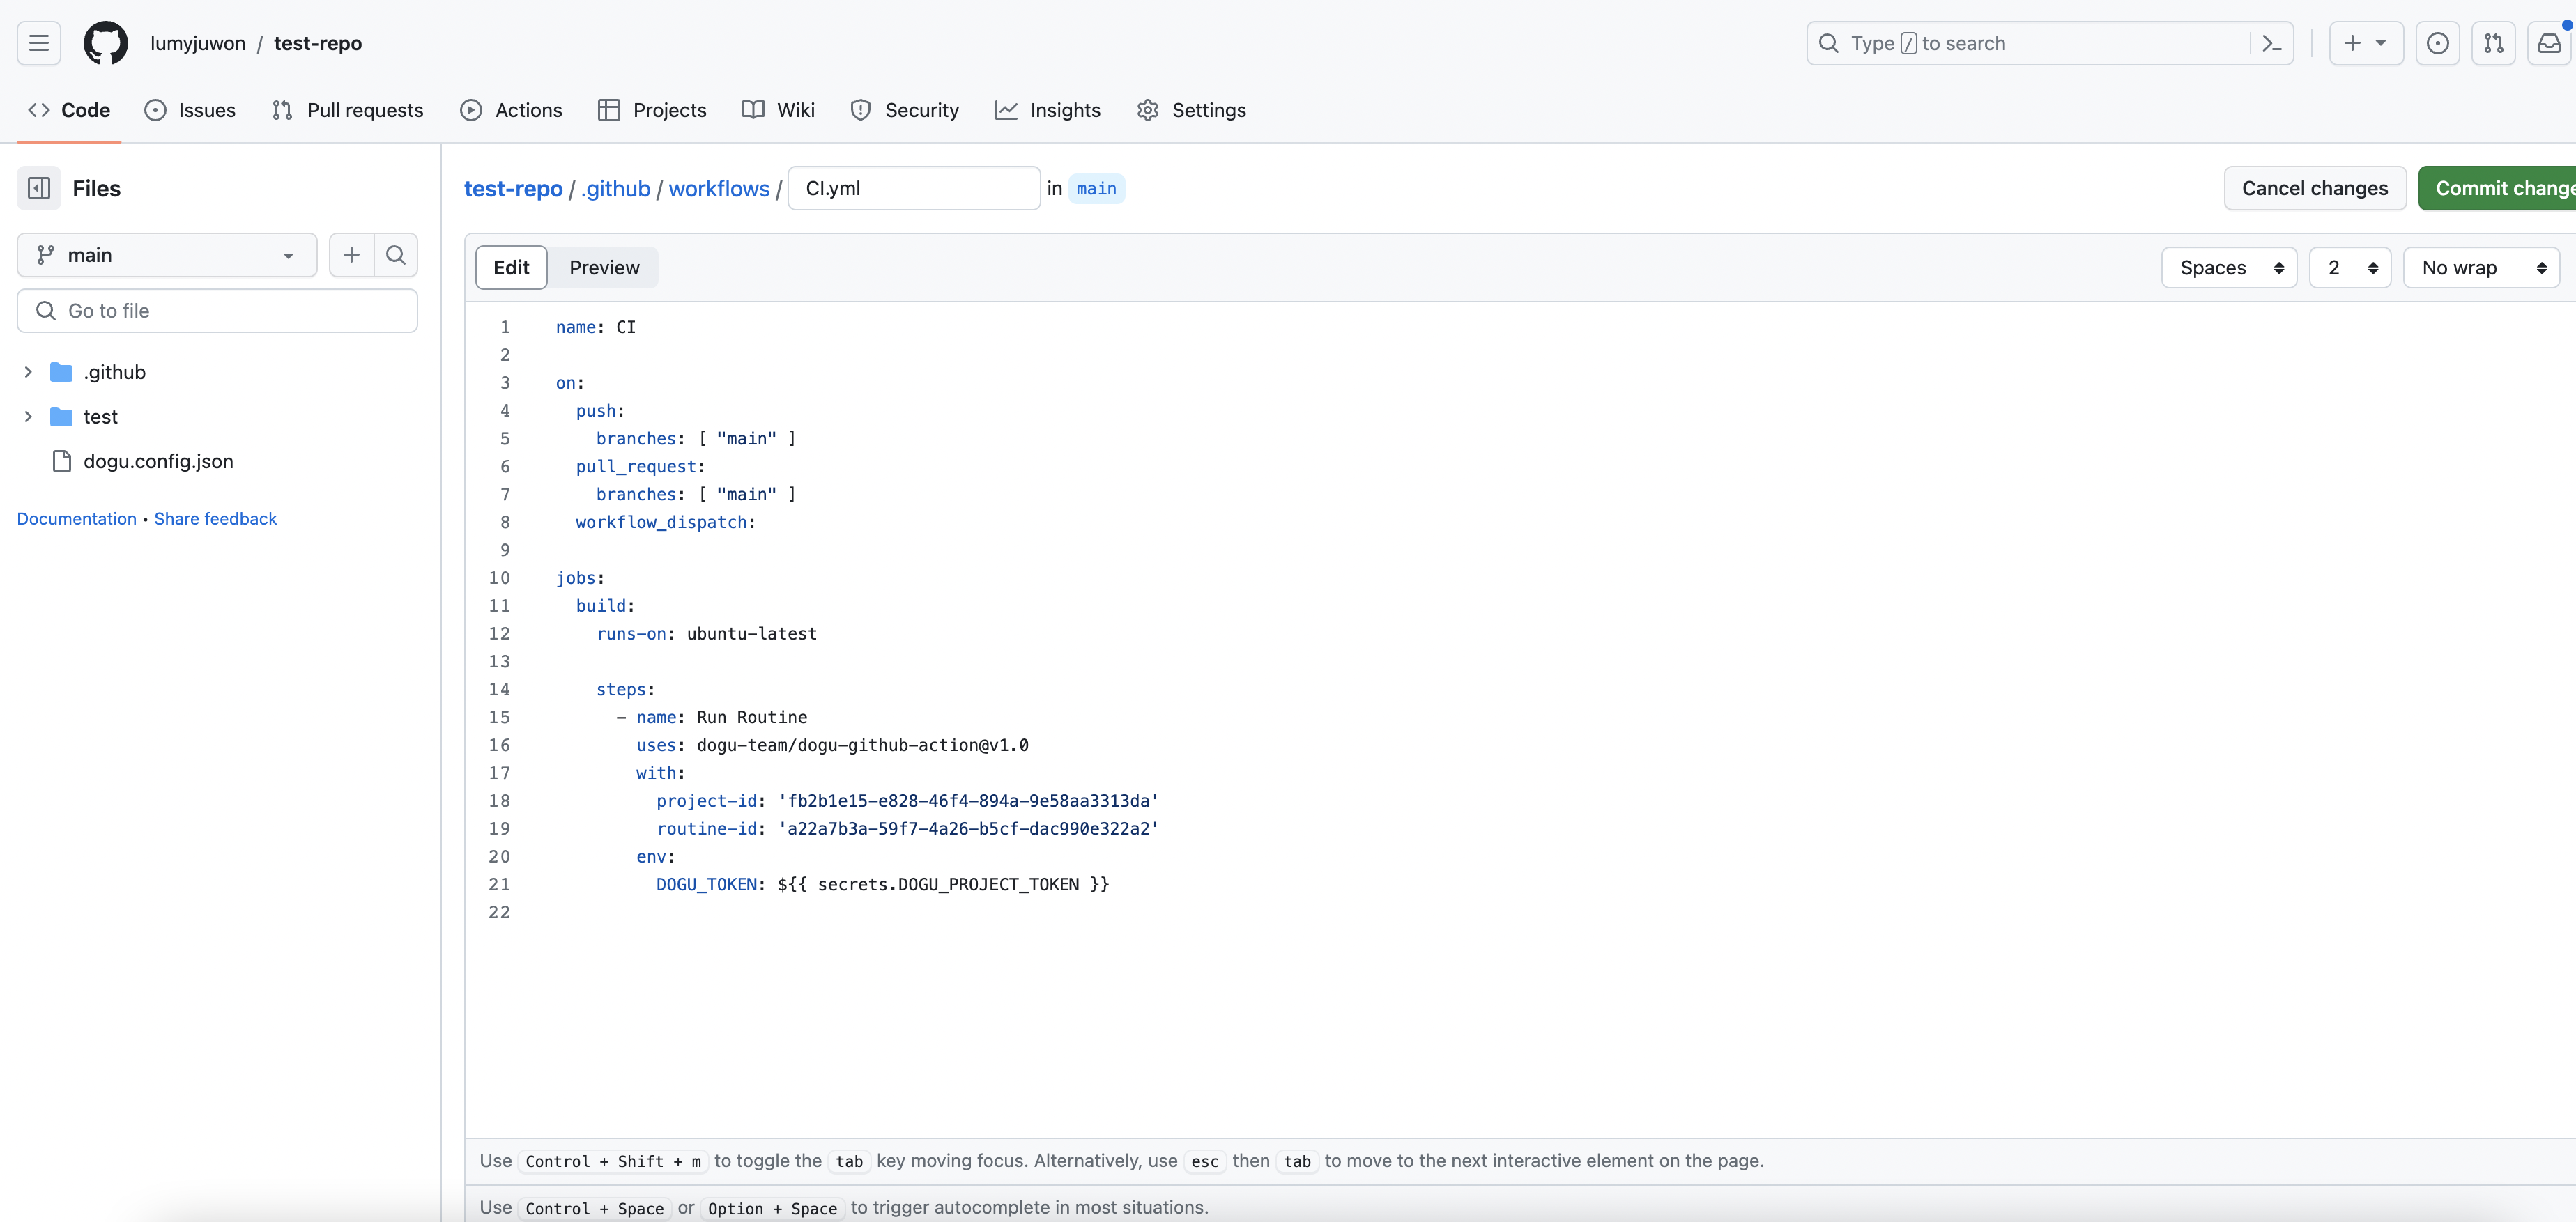 lumyjuwon / test-repo
Type / to search
Code Issues Pull requests Actions Projects Wiki Security Insights Settings
Files
main
Go to file
.github
test
dogu.config.json
Documentation • Share feedback
test-repo / .github / workflows / CI.yml in main
Cancel changes
Commit change
Edit Preview
Spaces 2 No wrap
1 name: CI
2
3 on:
4 push:
5 branches: [ "main" ]
6 pull_request:
7 branches: [ "main" ]
8 workflow_dispatch:
9
10 jobs:
11 build:
12 runs-on: ubuntu-latest
13
14 steps:
15 - name: Run Routine
16 uses: dogu-team/dogu-github-action@v1.0
17 with:
18 project-id: 'fb2b1e15-e828-46f4-894a-9e58aa3313da'
19 routine-id: 'a22a7b3a-59f7-4a26-b5cf-dac990e322a2'
20 env:
21 DOGU_TOKEN: ${{ secrets.DOGU_PROJECT_TOKEN }}
22
Use Control + Shift + m to toggle the tab key moving focus. Alternatively, use esc then tab to move to the next interactive element on the page.
Use Control + Space or Option + Space to trigger autocomplete in most situations.